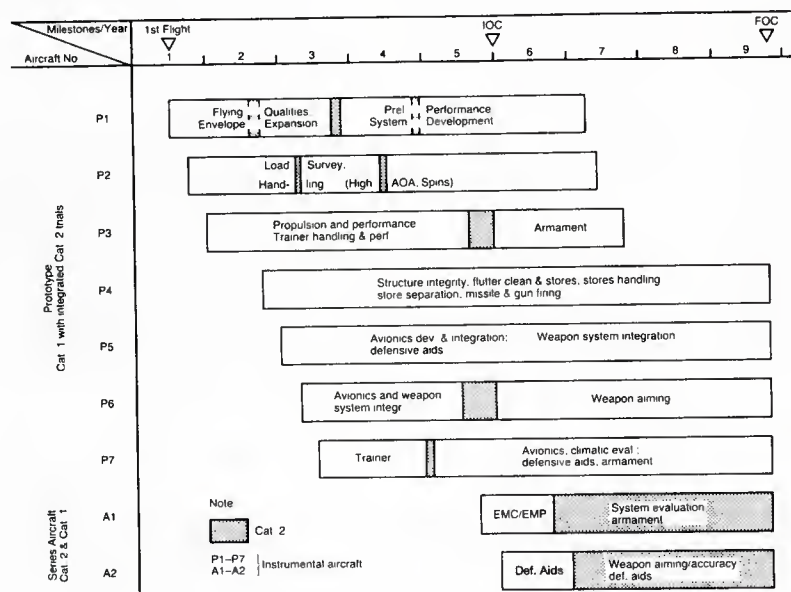 Milestones/Year
1st Flight
IOC
FOC
Aircraft No
1 2 3 4 5 6 7 8 9
P1
Flying Envelope
Qualities Expansion
Prel System
Performance Development
P2
Load Survey,
Hand- ling (High AOA, Spins)
P3
Propulsion and performance
Trainer handling & perf
Armament
P4
Structure integrity, flutter clean & stores, stores handling
store separation, missile & gun firing
P5
Avionics dev & integration;
defensive aids
Weapon system integration
P6
Avionics and weapon
system integr
Weapon aiming
P7
Trainer
Avionics, climatic eval ;
defensive aids, armament
A1
EMC/EMP
System evaluation
armament
A2
Def. Aids
Weapon aiming/accuracy
def. aids
Prototype
Cat 1 with integrated Cat 2 trials
Series Aircraft
Cat 2 & Cat 1
Note
Cat 2
P1–P7
A1–A2
Instrumental aircraft